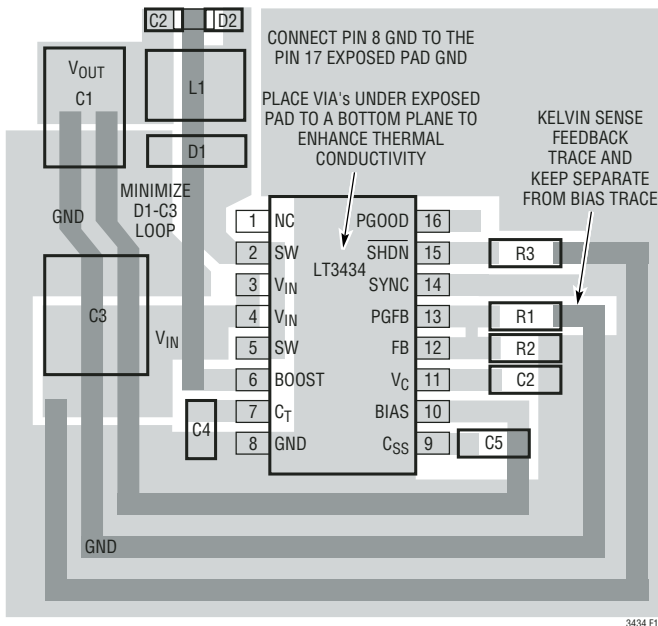 C2 D2
CONNECT PIN 8 GND TO THE
PIN 17 EXPOSED PAD GND
VOUT
C1
L1
PLACE VIA's UNDER EXPOSED
PAD TO A BOTTOM PLANE TO
ENHANCE THERMAL
CONDUCTIVITY
KELVIN SENSE
FEEDBACK
TRACE AND
KEEP SEPARATE
FROM BIAS TRACE
D1
MINIMIZE
D1-C3
LOOP
GND
C3
VIN
LT3434
1 NC
2 SW
3 VIN
4 VIN
5 SW
6 BOOST
7 CT
8 GND
PGOOD 16
SHDN 15
SYNC 14
PGFB 13
FB 12
VC 11
BIAS 10
CSS 9
R3
R1
R2
C2
C4
C5
GND
3434 F1